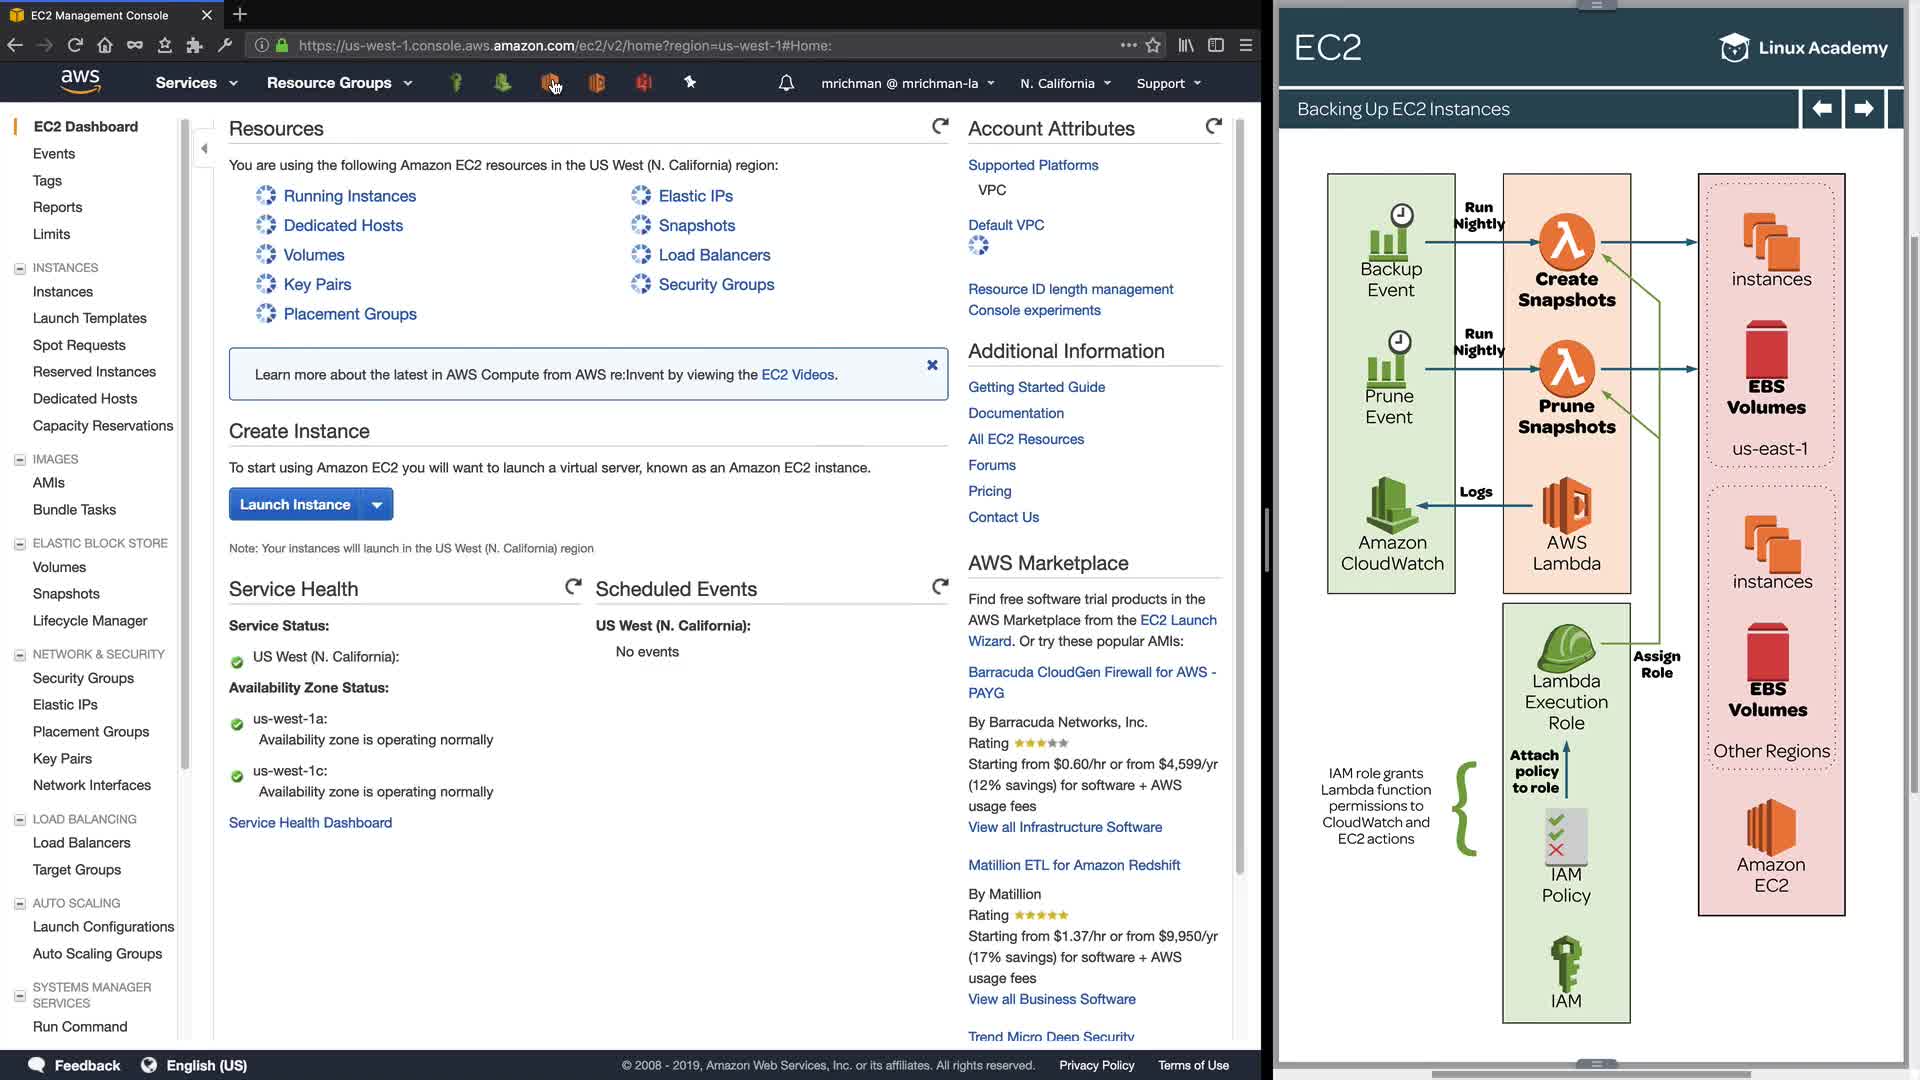 EC2 Management Console
https://us-west-1.console.aws.amazon.com/ec2/v2/home?region=us-west-1#Home:
aws
Services
Resource Groups
mrichman @ mrichman-la
N. California
Support
EC2 Dashboard
Events
Tags
Reports
Limits
INSTANCES
Instances
Launch Templates
Spot Requests
Reserved Instances
Dedicated Hosts
Capacity Reservations
IMAGES
AMIs
Bundle Tasks
ELASTIC BLOCK STORE
Volumes
Snapshots
Lifecycle Manager
NETWORK & SECURITY
Security Groups
Elastic IPs
Placement Groups
Key Pairs
Network Interfaces
LOAD BALANCING
Load Balancers
Target Groups
AUTO SCALING
Launch Configurations
Auto Scaling Groups
SYSTEMS MANAGER
SERVICES
Run Command
Resources
You are using the following Amazon EC2 resources in the US West (N. California) region:
Running Instances
Dedicated Hosts
Volumes
Key Pairs
Placement Groups
Elastic IPs
Snapshots
Load Balancers
Security Groups
Learn more about the latest in AWS Compute from AWS re:Invent by viewing the EC2 Videos.
Create Instance
To start using Amazon EC2 you will want to launch a virtual server, known as an Amazon EC2 instance.
Launch Instance
Note: Your instances will launch in the US West (N. California) region
Service Health
Service Status:
US West (N. California):
Availability Zone Status:
us-west-1a:
Availability zone is operating normally
us-west-1c:
Availability zone is operating normally
Service Health Dashboard
Scheduled Events
US West (N. California):
No events
Account Attributes
Supported Platforms
VPC
Default VPC
Resource ID length management
Console experiments
Additional Information
Getting Started Guide
Documentation
All EC2 Resources
Forums
Pricing
Contact Us
AWS Marketplace
Find free software trial products in the
AWS Marketplace from the EC2 Launch
Wizard. Or try these popular AMIs:
Barracuda CloudGen Firewall for AWS -
PAYG
By Barracuda Networks, Inc.
Rating
Starting from $0.60/hr or from $4,599/yr
(12% savings) for software + AWS
usage fees
View all Infrastructure Software
Matillion ETL for Amazon Redshift
By Matillion
Rating
Starting from $1.37/hr or from $9,950/yr
(17% savings) for software + AWS
usage fees
View all Business Software
Trend Micro Deep Security
Feedback
English (US)
© 2008 - 2019, Amazon Web Services, Inc. or its affiliates. All rights reserved.
Privacy Policy
Terms of Use
EC2
Linux Academy
Backing Up EC2 Instances
Backup
Event
Run
Nightly
Create
Snapshots
instances
Prune
Event
Run
Nightly
Prune
Snapshots
EBS
Volumes
us-east-1
Amazon
CloudWatch
Logs
AWS
Lambda
instances
EBS
Volumes
Other Regions
Amazon
EC2
Lambda
Execution
Role
Assign
Role
Attach
policy
to role
IAM role grants
Lambda function
permissions to
CloudWatch and
EC2 actions
IAM
Policy
IAM